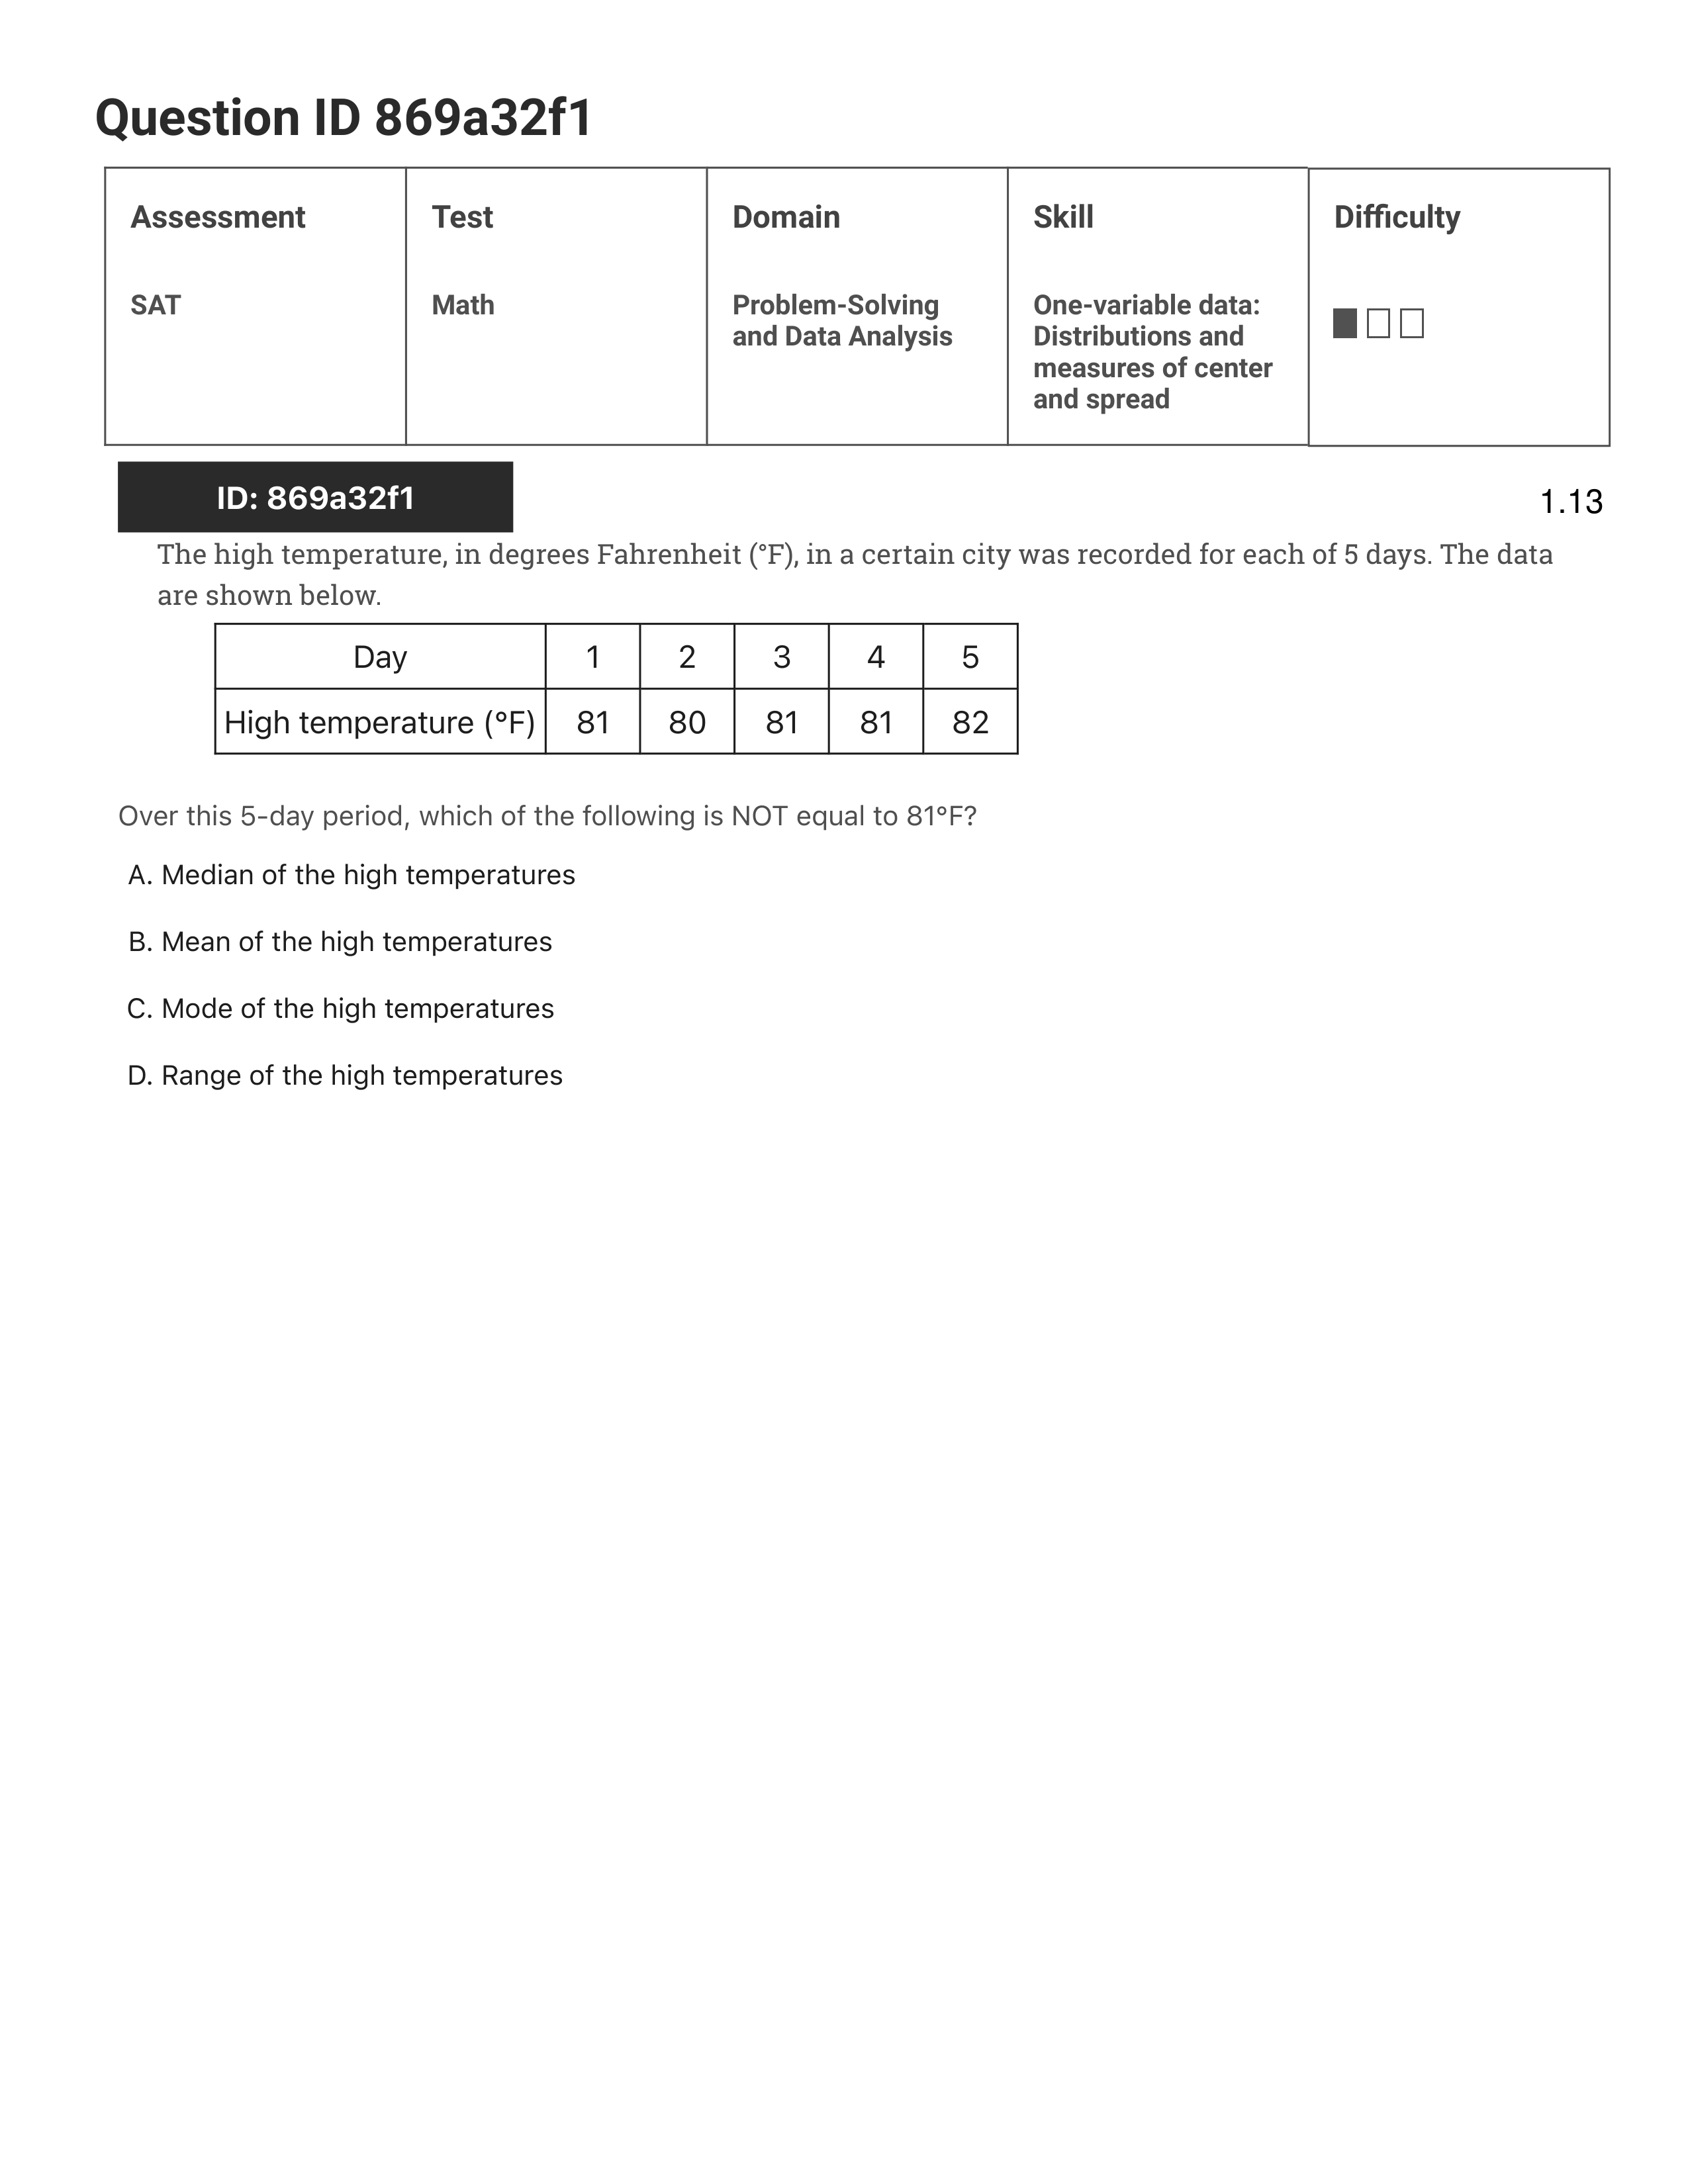 Question ID 869a32f1
Assessment Test Domain Skill Difficulty
SAT Math Problem-Solving One-variable data:
and Data Analysis Distributions and
measures of center
and spread
ID: 869a32f1 1.13
The high temperature, in degrees Fahrenheit (°F), in a certain city was recorded for each of 5 days. The data
are shown below.
Day 1 2 3 4 5
High temperature (°F) 81 80 81 81 82
Over this 5-day period, which of the following is NOT equal to 81°F?
A. Median of the high temperatures
B. Mean of the high temperatures
C. Mode of the high temperatures
D. Range of the high temperatures